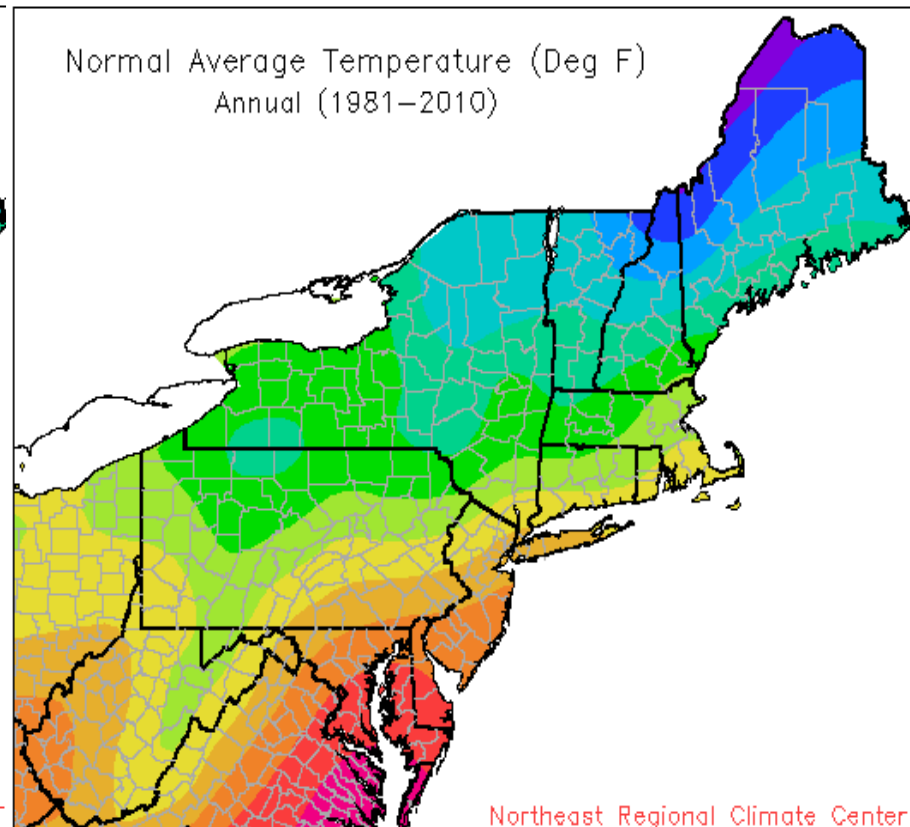 Normal Average Temperature (Deg F)
Annual (1981–2010)
Northeast Regional Climate Center